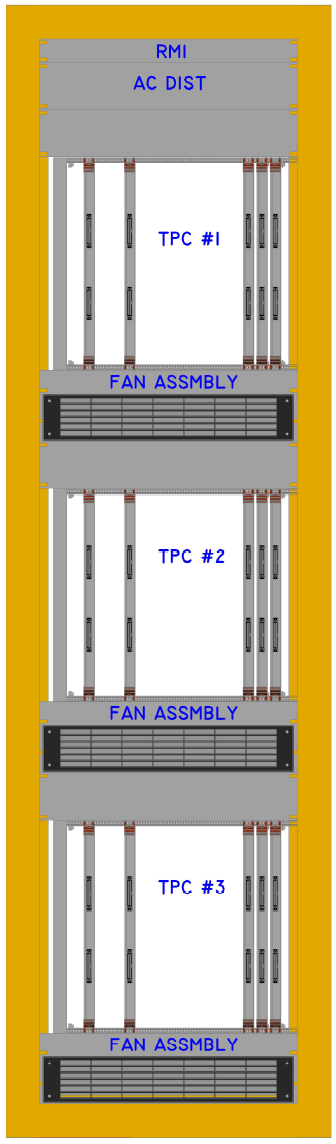 RMI
AC DIST
TPC #1
FAN ASSMBLY
TPC #2
FAN ASSMBLY
TPC #3
FAN ASSMBLY